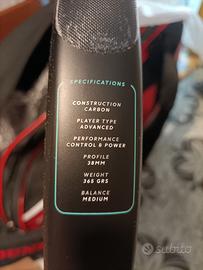 SPECIFICATIONS
CONSTRUCTION
CARBON
PLAYER TYPE
ADVANCED
PERFORMANCE
CONTROL & POWER
PROFILE
38MM
WEIGHT
365 GRS
BALANCE
MEDIUM
subito